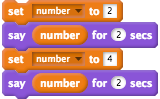 set number to 2
say number for 2 secs
set number to 4
say number for 2 secs